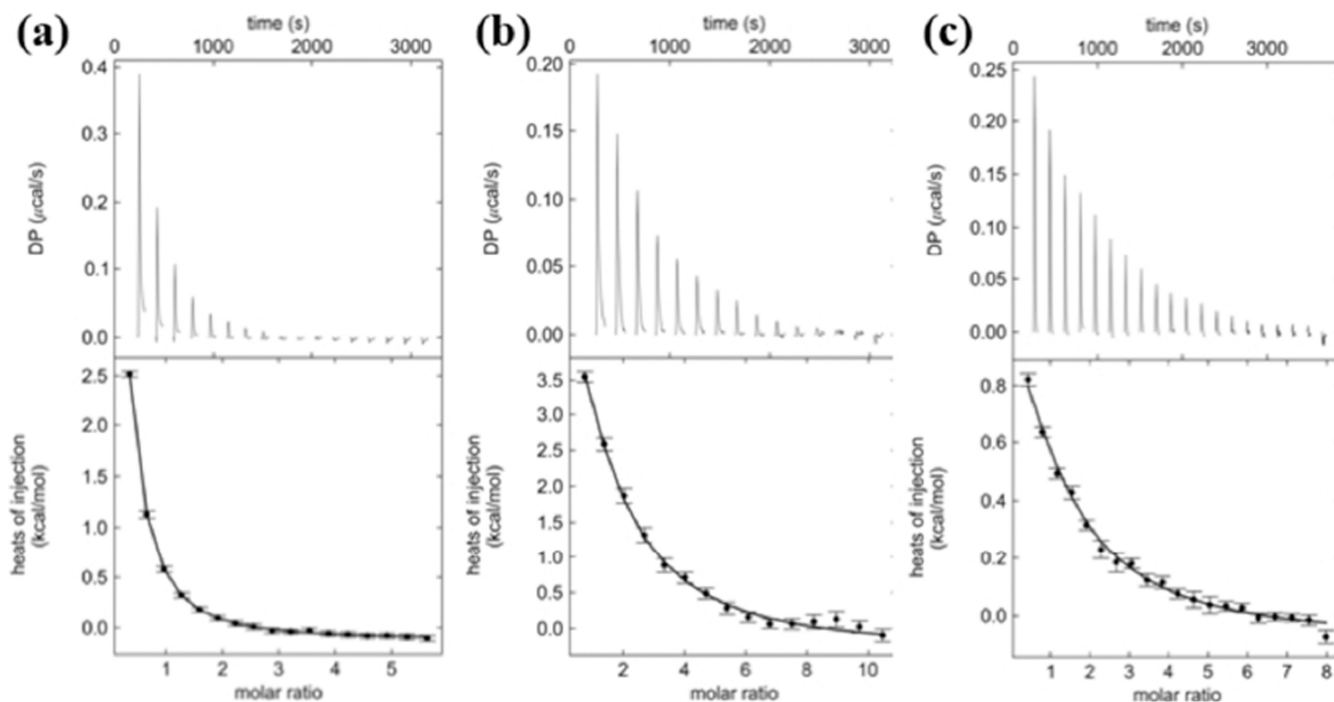 (a)
time (s)
0 1000 2000 3000
0.4
0.3
0.2
0.1
0.0
DP (μcal/s)
2.5
2.0
1.5
1.0
0.5
0.0
heats of injection
(kcal/mol)
1 2 3 4 5
molar ratio
(b)
time (s)
0 1000 2000 3000
0.20
0.15
0.10
0.05
0.00
DP (μcal/s)
3.5
3.0
2.5
2.0
1.5
1.0
0.5
0.0
heats of injection
(kcal/mol)
2 4 6 8 10
molar ratio
(c)
time (s)
0 1000 2000 3000
0.25
0.20
0.15
0.10
0.05
0.00
DP (μcal/s)
0.8
0.6
0.4
0.2
0.0
heats of injection
(kcal/mol)
1 2 3 4 5 6 7 8
molar ratio